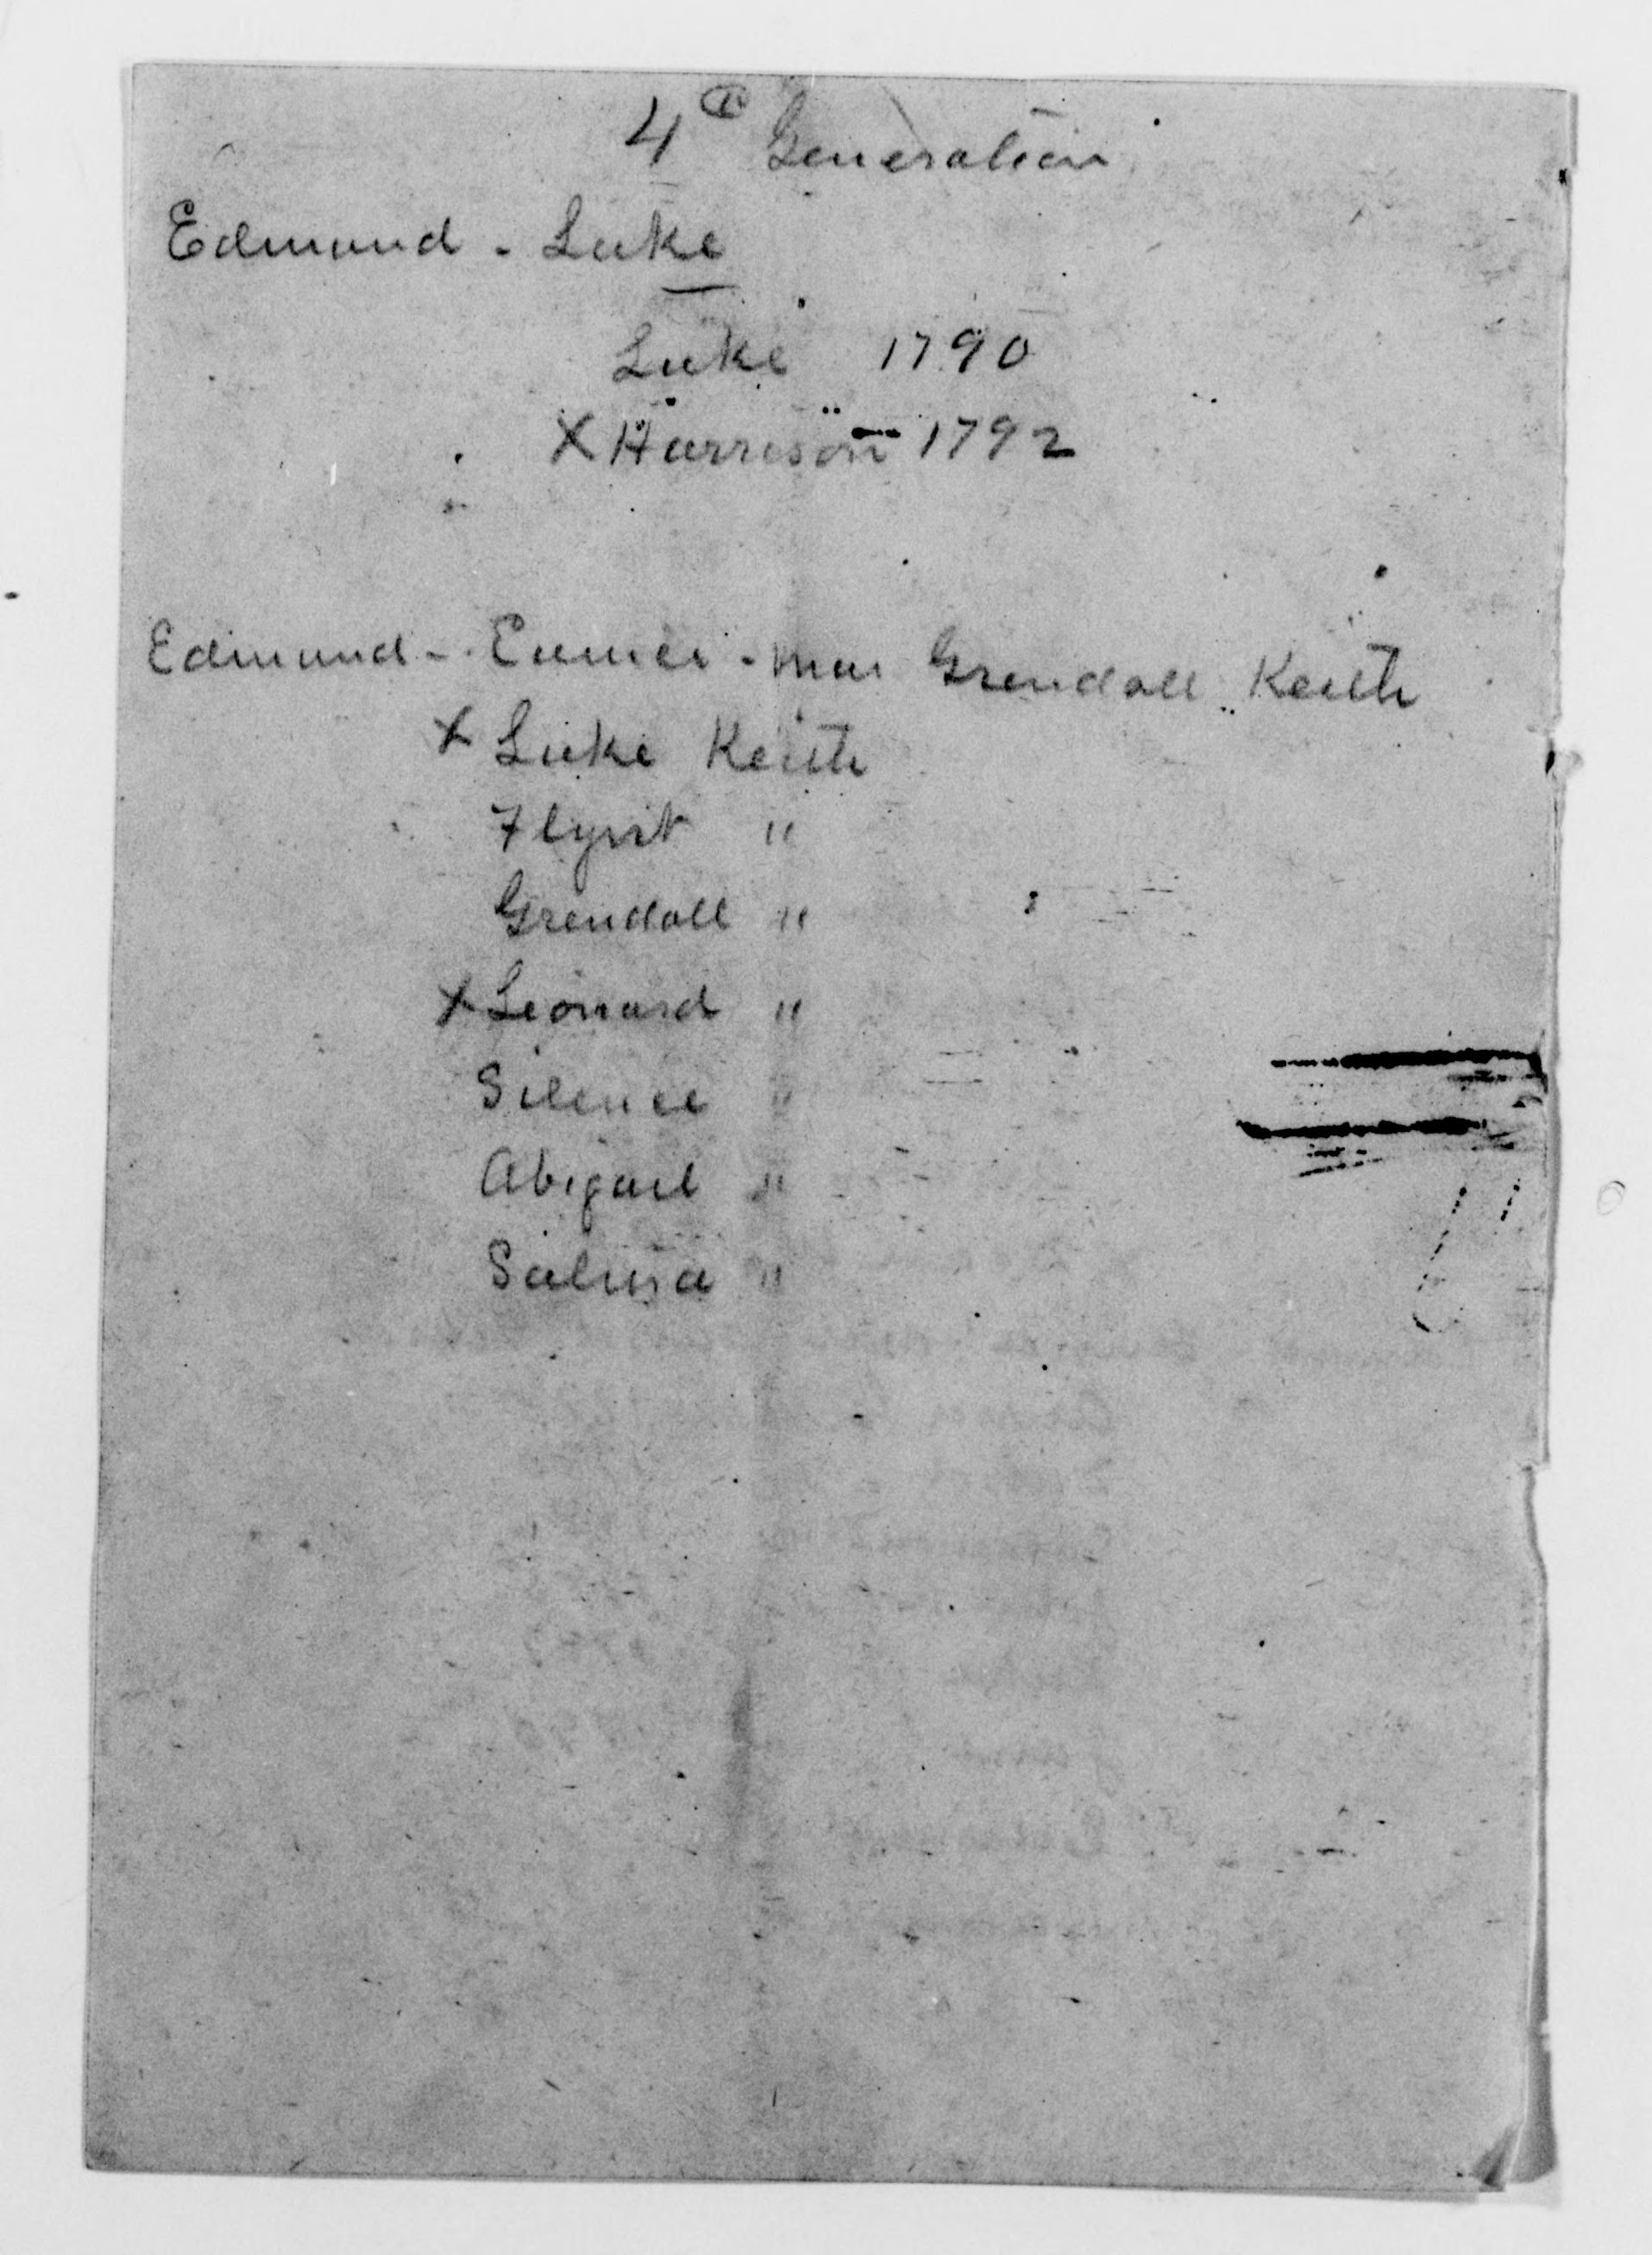 4th Generation
Edmund - Luke
Luke 1790
X Harrison 1792
Edmund - Eunice - mar Grendall Keith
X Luke Keith
"
Grendall "
X Leonard "
Silence "
Abigail "
Salina "